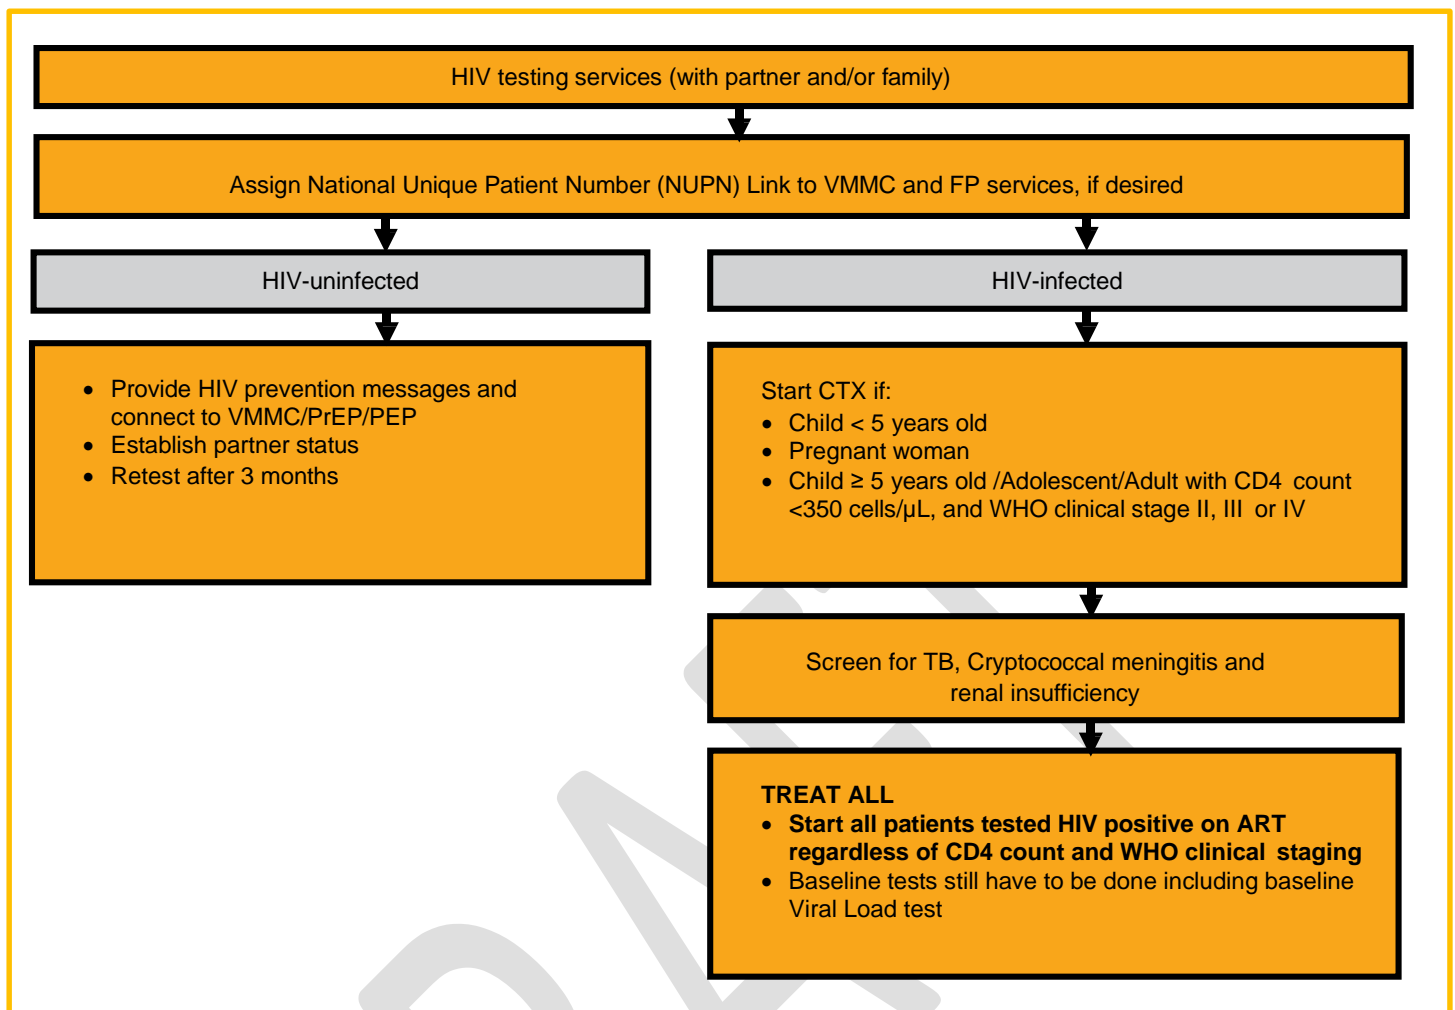 HIV testing services (with partner and/or family)
Assign National Unique Patient Number (NUPN) Link to VMMC and FP services, if desired
HIV-uninfected
• Provide HIV prevention messages and
connect to VMMC/PrEP/PEP
• Establish partner status
• Retest after 3 months
HIV-infected
Start CTX if:
• Child < 5 years old
• Pregnant woman
• Child ≥ 5 years old /Adolescent/Adult with CD4 count
<350 cells/µL, and WHO clinical stage II, III or IV
Screen for TB, Cryptococcal meningitis and
renal insufficiency
TREAT ALL
• Start all patients tested HIV positive on ART
regardless of CD4 count and WHO clinical staging
• Baseline tests still have to be done including baseline
Viral Load test